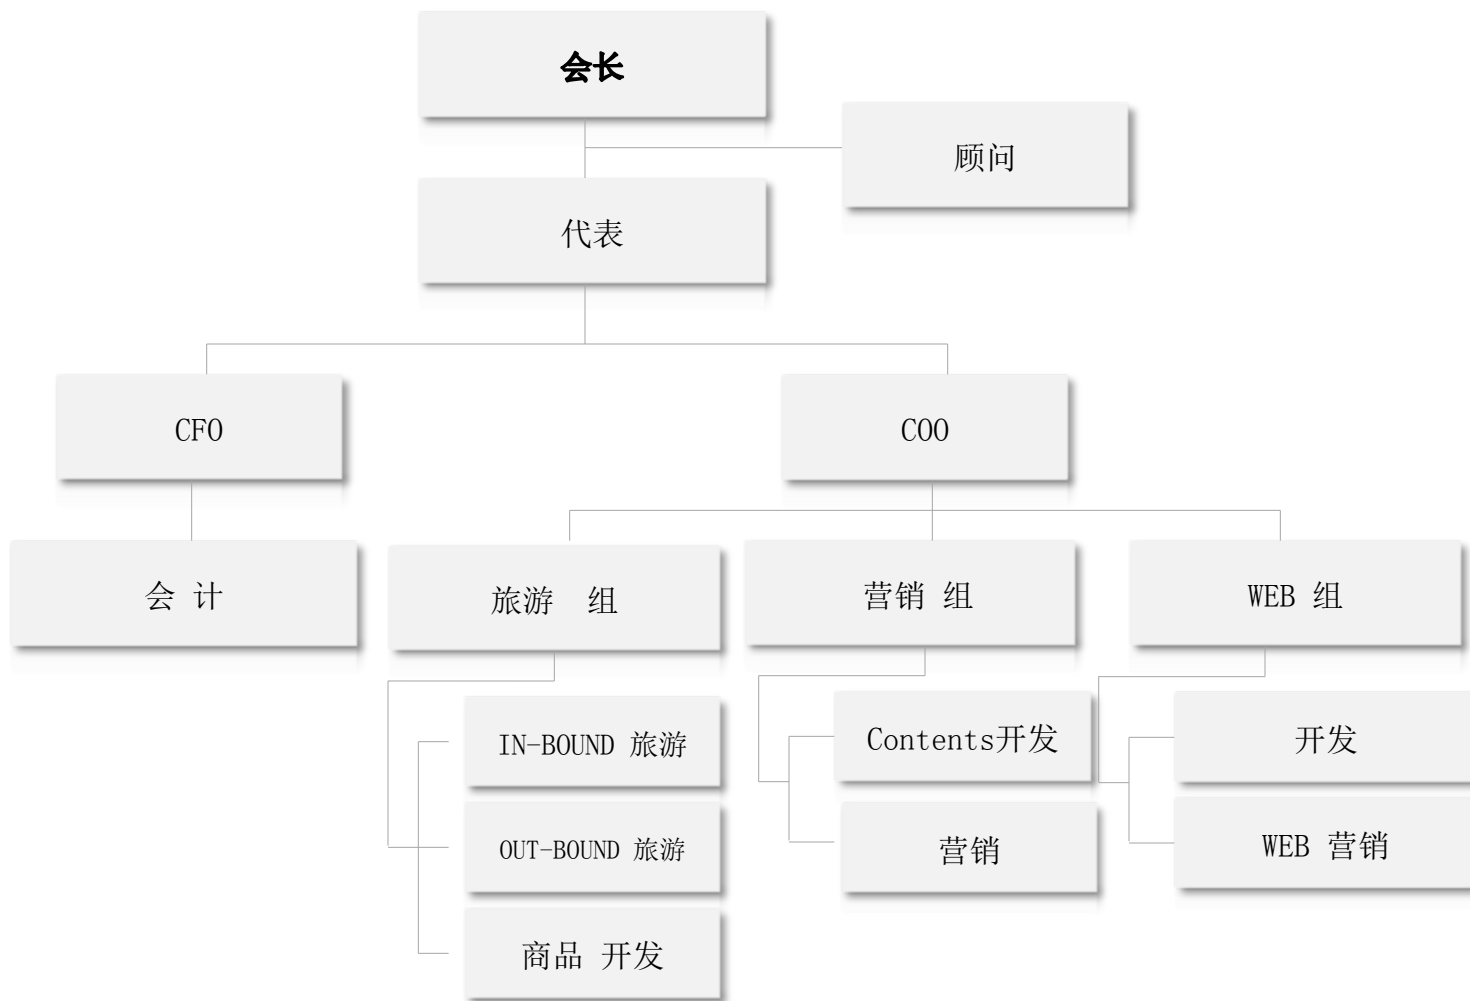 会长
顾问
代表
CFO
COO
会 计
旅游 组
营销 组
WEB 组
IN-BOUND 旅游
Contents开发
开发
OUT-BOUND 旅游
营销
WEB 营销
商品 开发